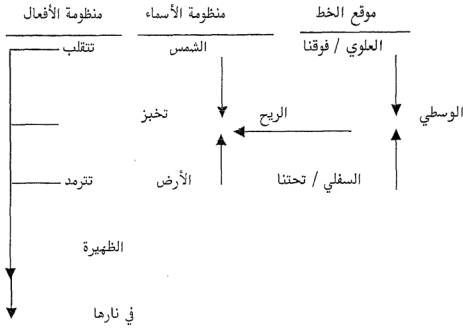 موقع الخط منظومة الأسماء منظومة الأفعال
العلوي / فوقنا الشمس تتقلب
الوسطي الريح تخبز
السفلي / تحتنا الأرض تترمد
الظهيرة
في نارها